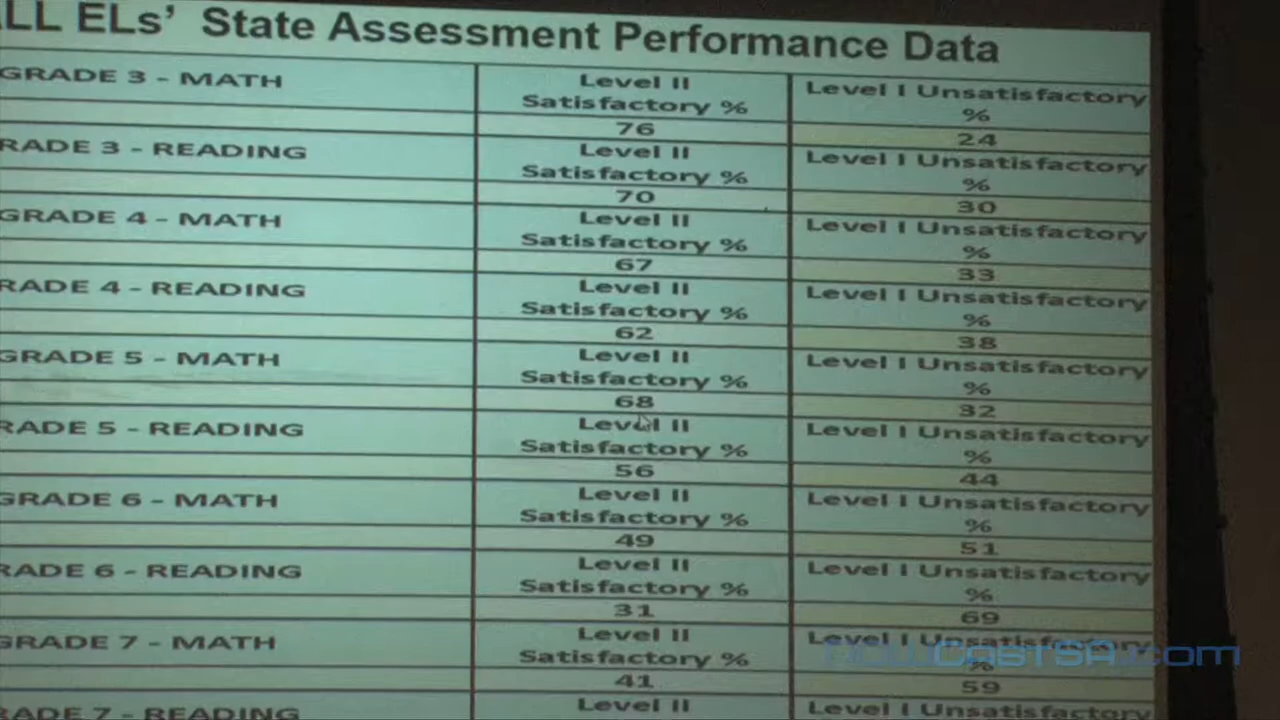 ALL ELs' State Assessment Performance Data
GRADE 3 - MATH
Level II
Satisfactory %
Level I Unsatisfactory
%
76
24
RADE 3 - READING
Level II
Satisfactory %
Level I Unsatisfactory
%
70
30
GRADE 4 - MATH
Level II
Satisfactory %
Level I Unsatisfactory
%
67
33
RADE 4 - READING
Level II
Satisfactory %
Level I Unsatisfactory
%
62
38
GRADE 5 - MATH
Level II
Satisfactory %
Level I Unsatisfactory
%
68
32
RADE 5 - READING
Level II
Satisfactory %
Level I Unsatisfactory
%
56
44
GRADE 6 - MATH
Level II
Satisfactory %
Level I Unsatisfactory
%
49
51
RADE 6 - READING
Level II
Satisfactory %
Level I Unsatisfactory
%
31
69
GRADE 7 - MATH
Level II
Satisfactory %
Level I Unsatisfactory
%
41
59
RADE 7 - READING
Level II
Level I Unsatisfactory
NOWCastSA.com